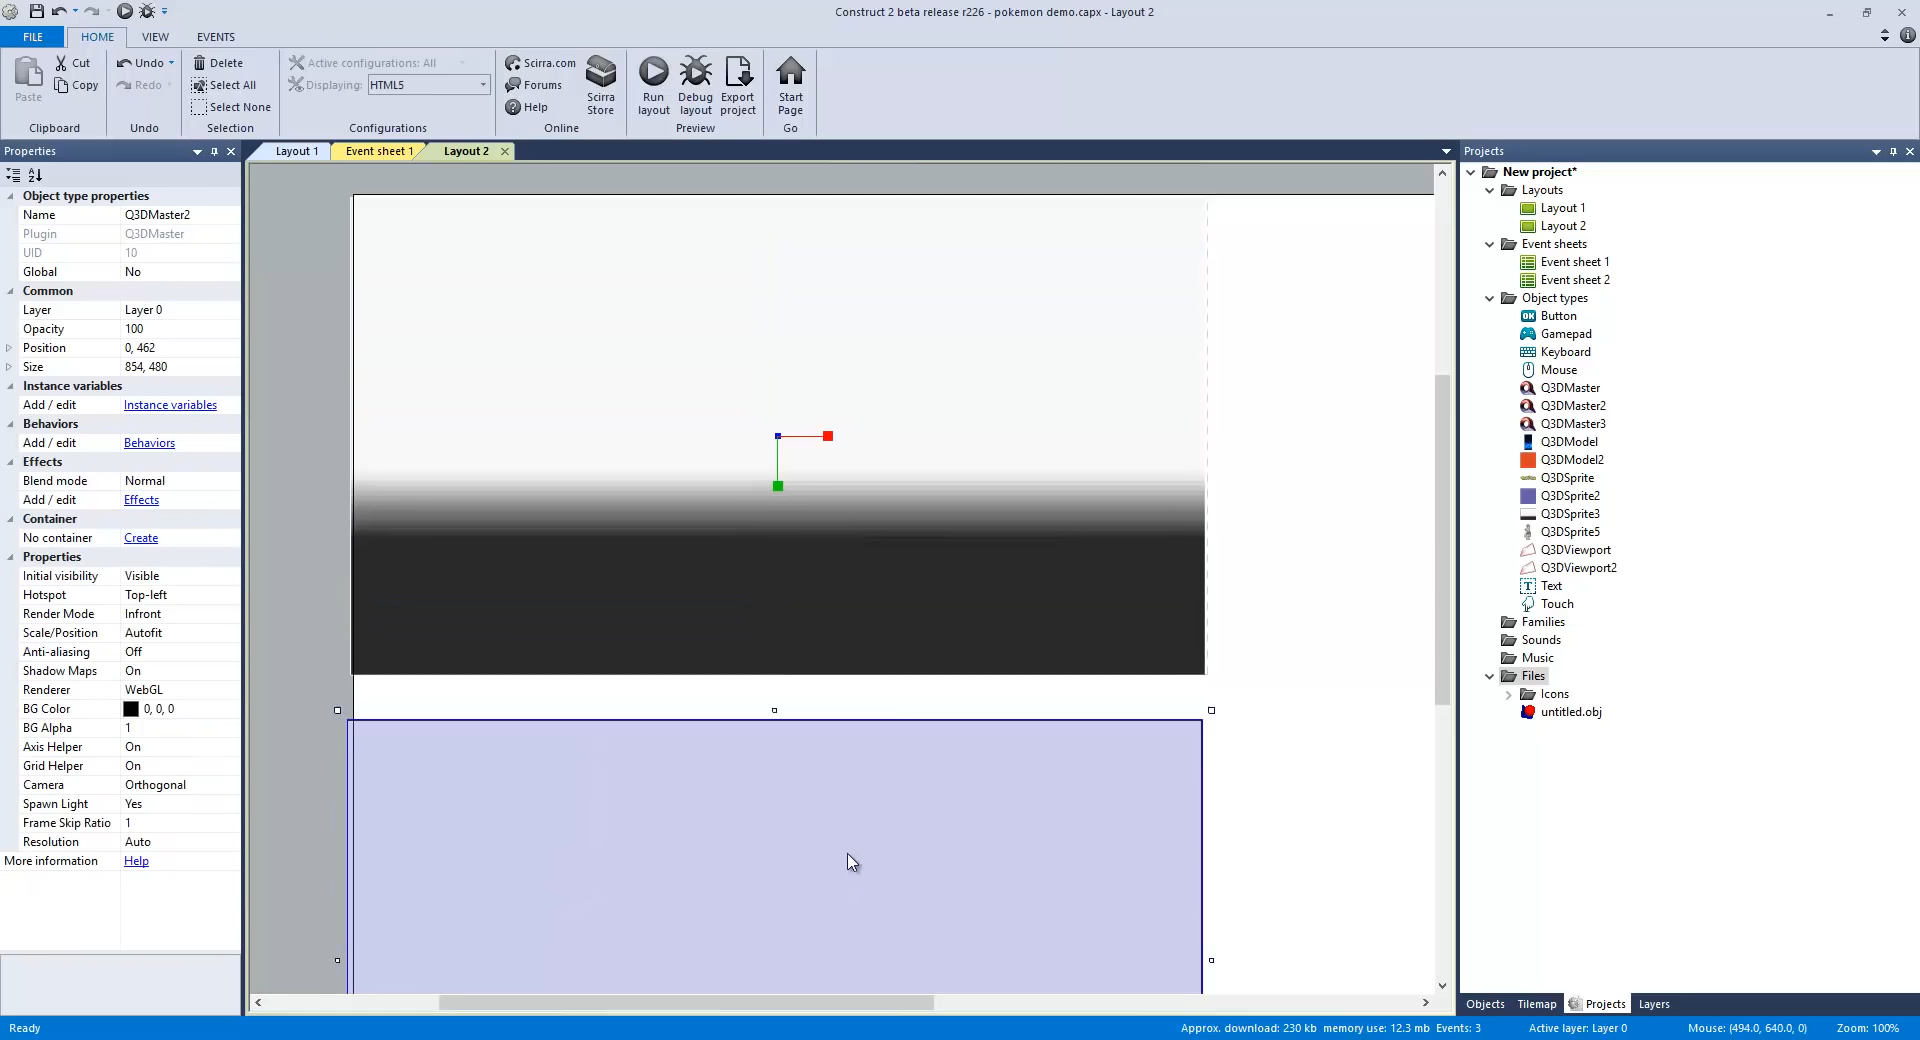 Construct 2 beta release r226 - pokemon demo.capx - Layout 2
FILE HOME VIEW EVENTS
Paste Cut Copy Clipboard
Undo Redo Undo
Delete Select All Select None Selection
Active configurations: All
Displaying: HTML5
Configurations
Scirra.com Forums Help Scirra Store Online
Run layout Debug layout Export project Preview
Start Page Go
Properties
Layout 1 Event sheet 1 Layout 2
Projects
Object type properties
Name Q3DMaster2
Plugin Q3DMaster
UID 10
Global No
Common
Layer Layer 0
Opacity 100
Position 0, 462
Size 854, 480
Instance variables
Add / edit Instance variables
Behaviors
Add / edit Behaviors
Effects
Blend mode Normal
Add / edit Effects
Container
No container Create
Properties
Initial visibility Visible
Hotspot Top-left
Render Mode Infront
Scale/Position Autofit
Anti-aliasing Off
Shadow Maps On
Renderer WebGL
BG Color 0, 0, 0
BG Alpha 1
Axis Helper On
Grid Helper On
Camera Orthogonal
Spawn Light Yes
Frame Skip Ratio 1
Resolution Auto
More information Help
New project*
Layouts
Layout 1
Layout 2
Event sheets
Event sheet 1
Event sheet 2
Object types
OK Button
Gamepad
Keyboard
Mouse
Q3DMaster
Q3DMaster2
Q3DMaster3
Q3DModel
Q3DModel2
Q3DSprite
Q3DSprite2
Q3DSprite3
Q3DSprite5
Q3DViewport
Q3DViewport2
T Text
Touch
Families
Sounds
Music
Files
Icons
untitled.obj
Objects Tilemap Projects Layers
Ready Approx. download: 230 kb memory use: 12.3 mb Events: 3 Active layer: Layer 0 Mouse: (494.0, 640.0, 0) Zoom: 100%